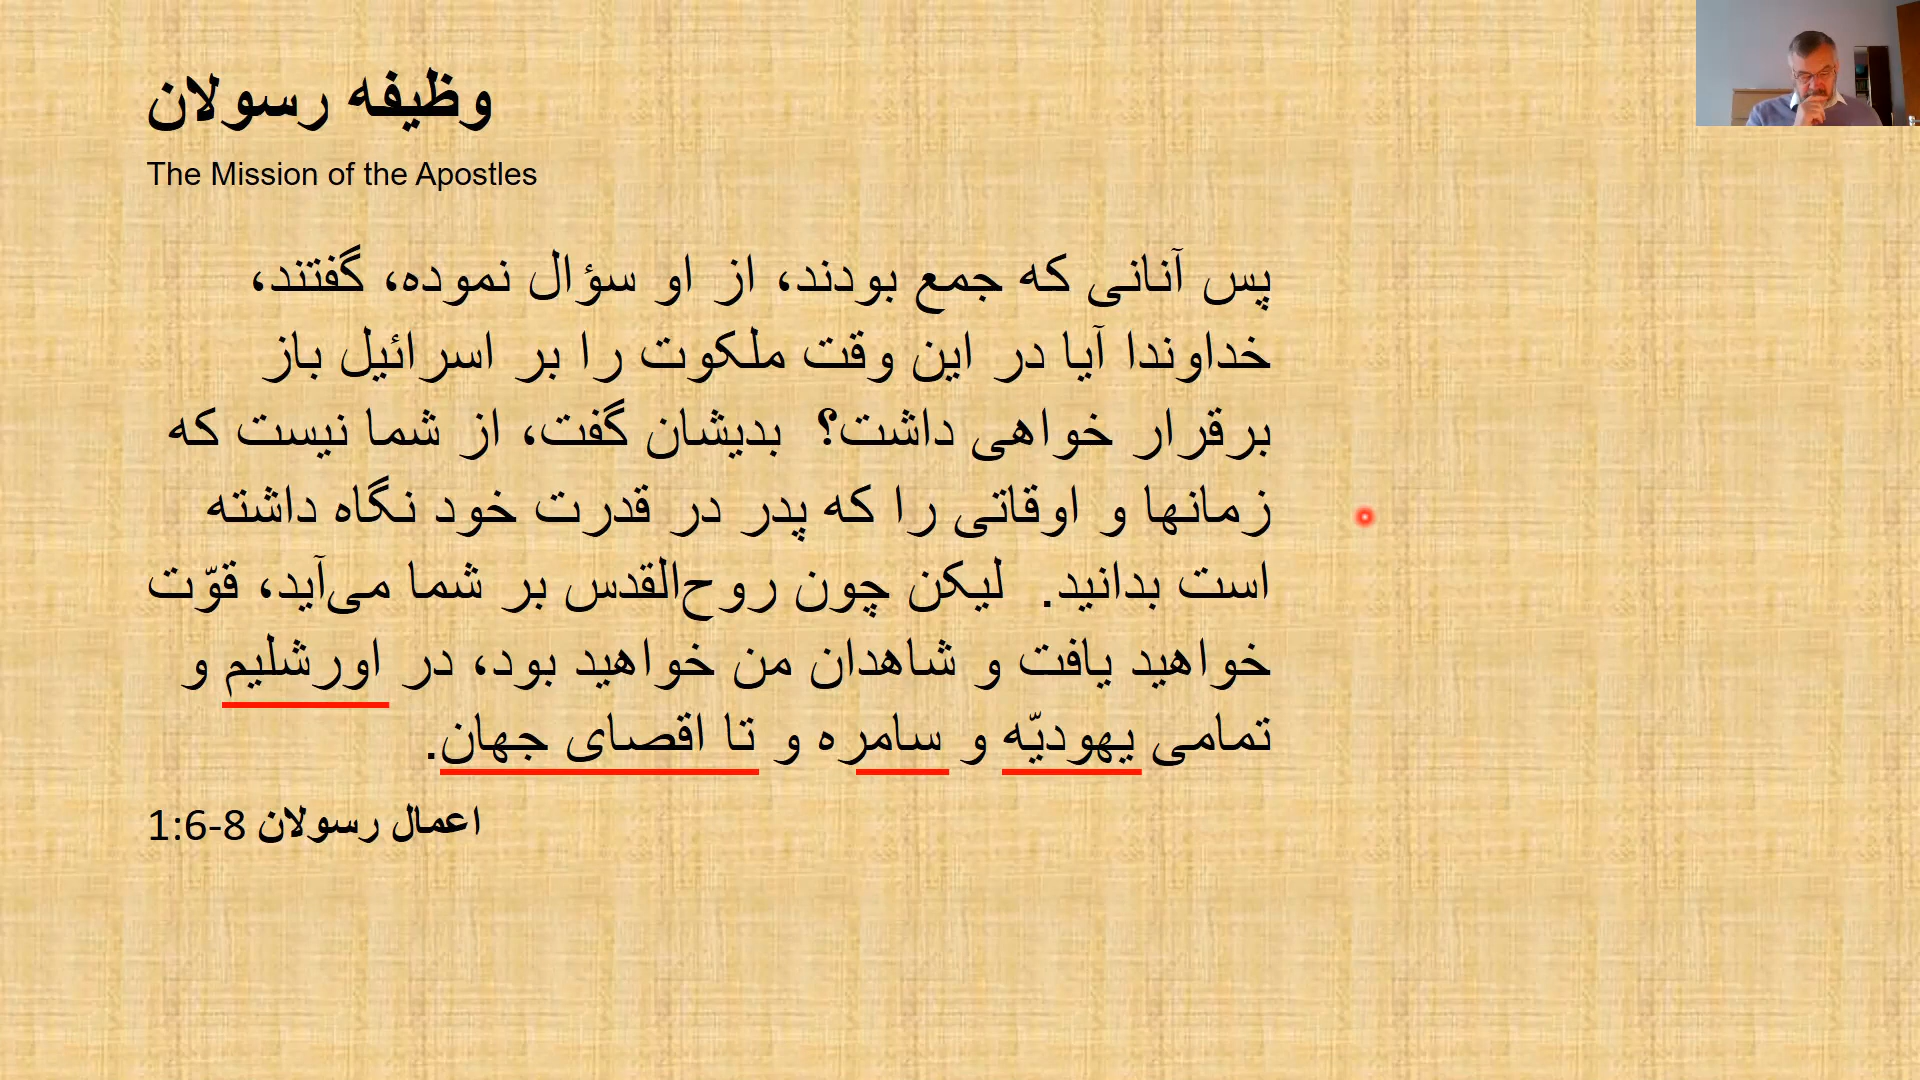 وظیفه رسولان
The Mission of the Apostles
پس آنانی که جمع بودند، از او سؤال نموده، گفتند،
خداوندا آیا در این وقت ملکوت را بر اسرائیل باز
برقرار خواهی داشت؟ بدیشان گفت، از شما نیست که
زمانها و اوقاتی را که پدر در قدرت خود نگاه داشته
است بدانید. لیکن چون روح‌القدس بر شما می‌آید، قوّت
خواهید یافت و شاهدان من خواهید بود، در اورشلیم و
تمامی یهودیّه و سامره و تا اقصای جهان.
اعمال رسولان 1:6-8